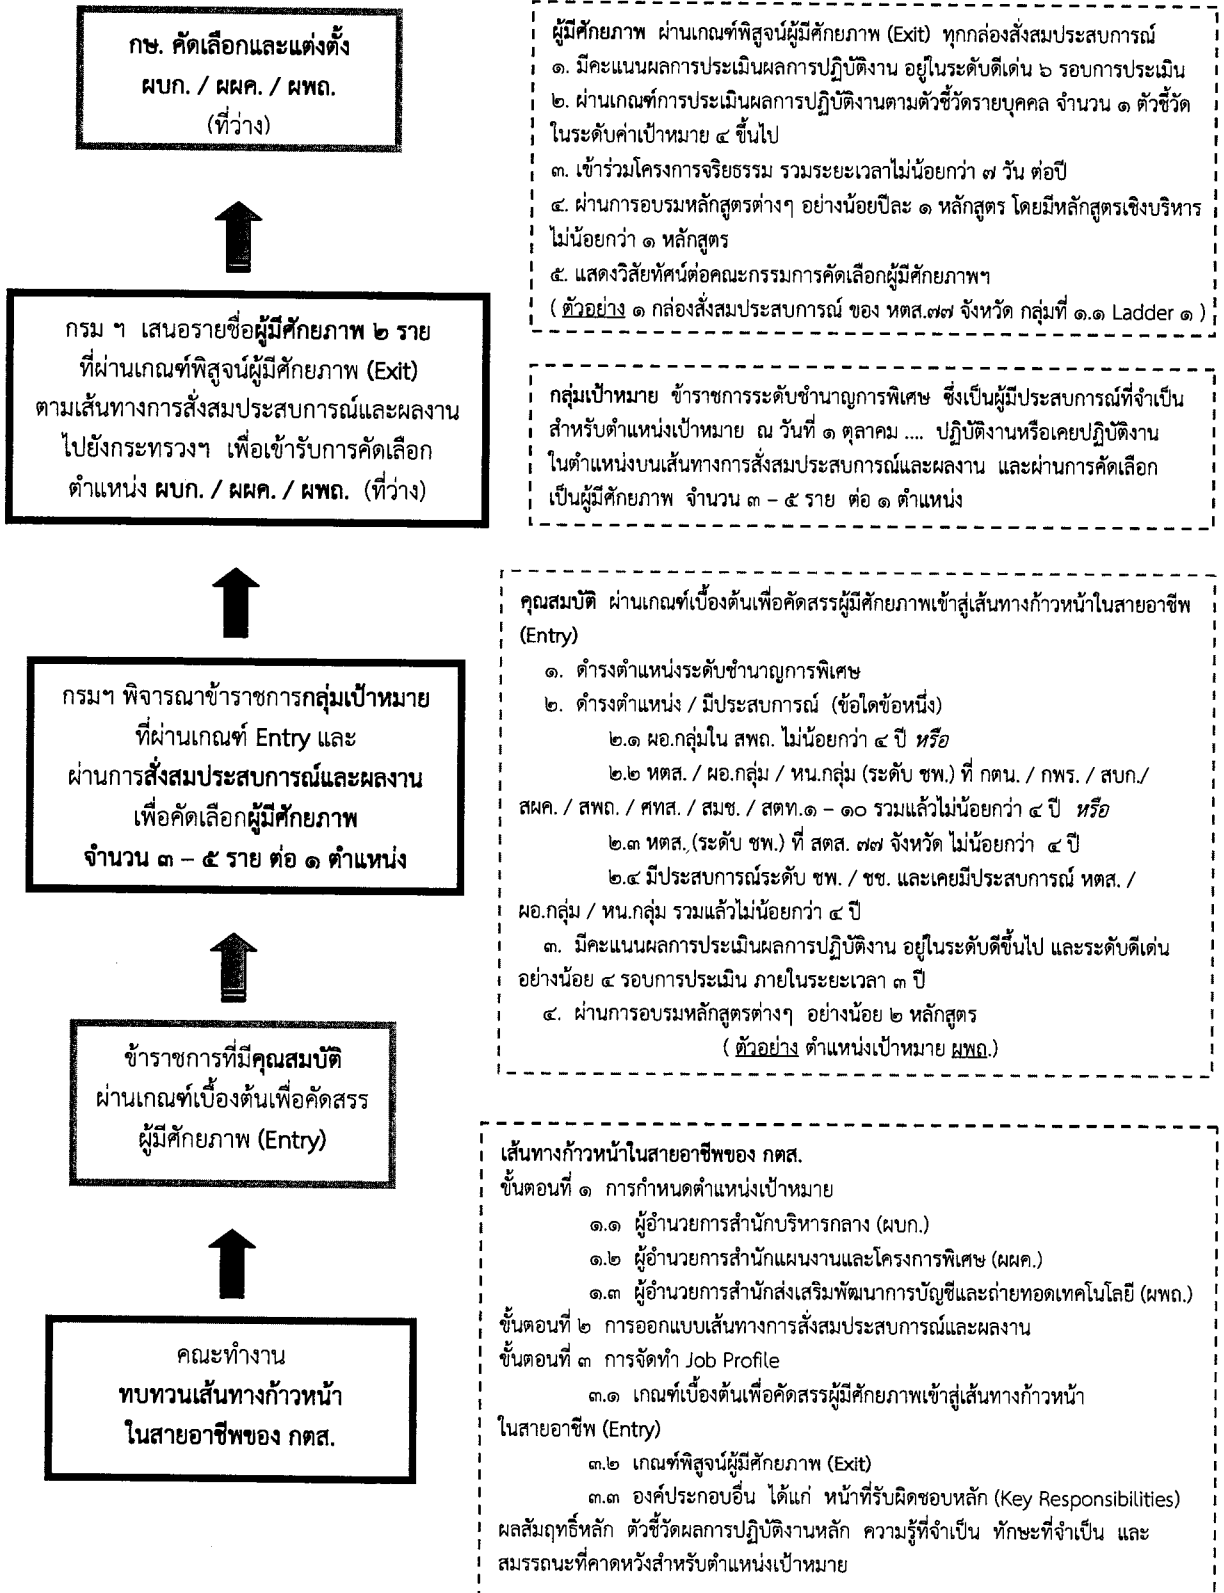 กษ. คัดเลือกและแต่งตั้ง
ผบก. / ผผค. / ผพถ.
(ที่ว่าง)
ผู้มีศักยภาพ ผ่านเกณฑ์พิสูจน์ผู้มีศักยภาพ (Exit) ทุกกล่องสั่งสมประสบการณ์
๑. มีคะแนนผลการประเมินผลการปฏิบัติงาน อยู่ในระดับดีเด่น ๖ รอบการประเมิน
๒. ผ่านเกณฑ์การประเมินผลการปฏิบัติงานตามตัวชี้วัดรายบุคคล จำนวน ๑ ตัวชี้วัด
ในระดับค่าเป้าหมาย ๔ ขึ้นไป
๓. เข้าร่วมโครงการจริยธรรม รวมระยะเวลาไม่น้อยกว่า ๗ วัน ต่อปี
๔. ผ่านการอบรมหลักสูตรต่างๆ อย่างน้อยปีละ ๑ หลักสูตร โดยมีหลักสูตรเชิงบริหาร
ไม่น้อยกว่า ๑ หลักสูตร
๕. แสดงวิสัยทัศน์ต่อคณะกรรมการคัดเลือกผู้มีศักยภาพฯ
( ตัวอย่าง ๑ กล่องสั่งสมประสบการณ์ ของ หตส.๗๗ จังหวัด กลุ่มที่ ๑.๑ Ladder ๑ )
กรม ฯ เสนอรายชื่อผู้มีศักยภาพ ๒ ราย
ที่ผ่านเกณฑ์พิสูจน์ผู้มีศักยภาพ (Exit)
ตามเส้นทางการสั่งสมประสบการณ์และผลงาน
ไปยังกระทรวงฯ เพื่อเข้ารับการคัดเลือก
ตำแหน่ง ผบก. / ผผค. / ผพถ. (ที่ว่าง)
กลุ่มเป้าหมาย ข้าราชการระดับชำนาญการพิเศษ ซึ่งเป็นผู้มีประสบการณ์ที่จำเป็น
สำหรับตำแหน่งเป้าหมาย ณ วันที่ ๑ ตุลาคม .... ปฏิบัติงานหรือเคยปฏิบัติงาน
ในตำแหน่งบนเส้นทางการสั่งสมประสบการณ์และผลงาน และผ่านการคัดเลือก
เป็นผู้มีศักยภาพ จำนวน ๓ – ๕ ราย ต่อ ๑ ตำแหน่ง
กรมฯ พิจารณาข้าราชการกลุ่มเป้าหมาย
ที่ผ่านเกณฑ์ Entry และ
ผ่านการสั่งสมประสบการณ์และผลงาน
เพื่อคัดเลือกผู้มีศักยภาพ
จำนวน ๓ – ๕ ราย ต่อ ๑ ตำแหน่ง
คุณสมบัติ ผ่านเกณฑ์เบื้องต้นเพื่อคัดสรรผู้มีศักยภาพเข้าสู่เส้นทางก้าวหน้าในสายอาชีพ
(Entry)
๑. ดำรงตำแหน่งระดับชำนาญการพิเศษ
๒. ดำรงตำแหน่ง / มีประสบการณ์ (ข้อใดข้อหนึ่ง)
๒.๑ ผอ.กลุ่มใน สพถ. ไม่น้อยกว่า ๔ ปี หรือ
๒.๒ หตส. / ผอ.กลุ่ม / หน.กลุ่ม (ระดับ ชพ.) ที่ กตน. / กพร. / สบก./
สผค. / สพถ. / ศทส. / สมช. / สตท.๑ – ๑๐ รวมแล้วไม่น้อยกว่า ๔ ปี หรือ
๒.๓ หตส. (ระดับ ชพ.) ที่ สตส. ๗๗ จังหวัด ไม่น้อยกว่า ๔ ปี
๒.๔ มีประสบการณ์ระดับ ชพ. / ชช. และเคยมีประสบการณ์ หตส. /
ผอ.กลุ่ม / หน.กลุ่ม รวมแล้วไม่น้อยกว่า ๔ ปี
๓. มีคะแนนผลการประเมินผลการปฏิบัติงาน อยู่ในระดับดีขึ้นไป และระดับดีเด่น
อย่างน้อย ๔ รอบการประเมิน ภายในระยะเวลา ๓ ปี
๔. ผ่านการอบรมหลักสูตรต่างๆ อย่างน้อย ๒ หลักสูตร
( ตัวอย่าง ตำแหน่งเป้าหมาย ผพถ.)
ข้าราชการที่มีคุณสมบัติ
ผ่านเกณฑ์เบื้องต้นเพื่อคัดสรร
ผู้มีศักยภาพ (Entry)
คณะทำงาน
ทบทวนเส้นทางก้าวหน้า
ในสายอาชีพของ กตส.
เส้นทางก้าวหน้าในสายอาชีพของ กตส.
ขั้นตอนที่ ๑ การกำหนดตำแหน่งเป้าหมาย
๑.๑ ผู้อำนวยการสำนักบริหารกลาง (ผบก.)
๑.๒ ผู้อำนวยการสำนักแผนงานและโครงการพิเศษ (ผผค.)
๑.๓ ผู้อำนวยการสำนักส่งเสริมพัฒนาการบัญชีและถ่ายทอดเทคโนโลยี (ผพถ.)
ขั้นตอนที่ ๒ การออกแบบเส้นทางการสั่งสมประสบการณ์และผลงาน
ขั้นตอนที่ ๓ การจัดทำ Job Profile
๓.๑ เกณฑ์เบื้องต้นเพื่อคัดสรรผู้มีศักยภาพเข้าสู่เส้นทางก้าวหน้า
ในสายอาชีพ (Entry)
๓.๒ เกณฑ์พิสูจน์ผู้มีศักยภาพ (Exit)
๓.๓ องค์ประกอบอื่น ได้แก่ หน้าที่รับผิดชอบหลัก (Key Responsibilities)
ผลสัมฤทธิ์หลัก ตัวชี้วัดผลการปฏิบัติงานหลัก ความรู้ที่จำเป็น ทักษะที่จำเป็น และ
สมรรถนะที่คาดหวังสำหรับตำแหน่งเป้าหมาย